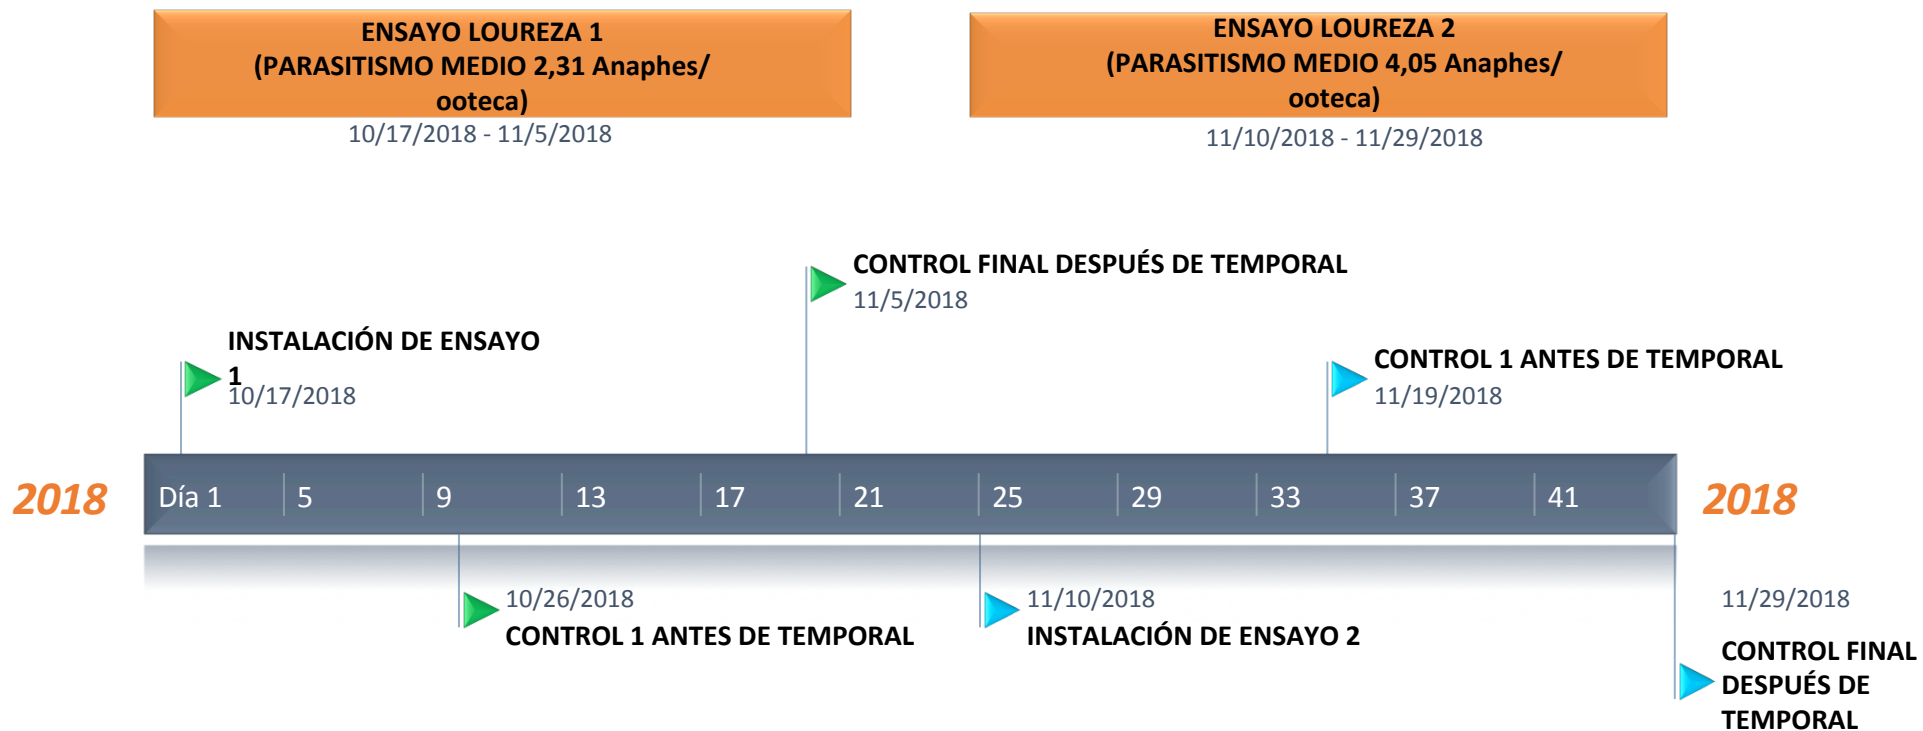 ENSAYO LOUREZA 1
(PARASITISMO MEDIO 2,31 Anaphes/
ooteca)
10/17/2018 - 11/5/2018
ENSAYO LOUREZA 2
(PARASITISMO MEDIO 4,05 Anaphes/
ooteca)
11/10/2018 - 11/29/2018
CONTROL FINAL DESPUÉS DE TEMPORAL
11/5/2018
INSTALACIÓN DE ENSAYO
1
10/17/2018
CONTROL 1 ANTES DE TEMPORAL
11/19/2018
2018
Día 1 5 9 13 17 21 25 29 33 37 41
2018
10/26/2018
CONTROL 1 ANTES DE TEMPORAL
11/10/2018
INSTALACIÓN DE ENSAYO 2
11/29/2018
CONTROL FINAL
DESPUÉS DE
TEMPORAL